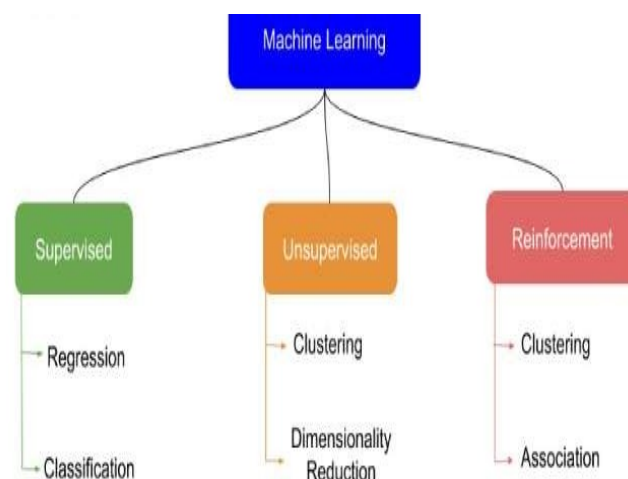 Machine Learning
Supervised
Unsupervised
Reinforcement
Regression
Clustering
Clustering
Classification
Dimensionality
Reduction
Association